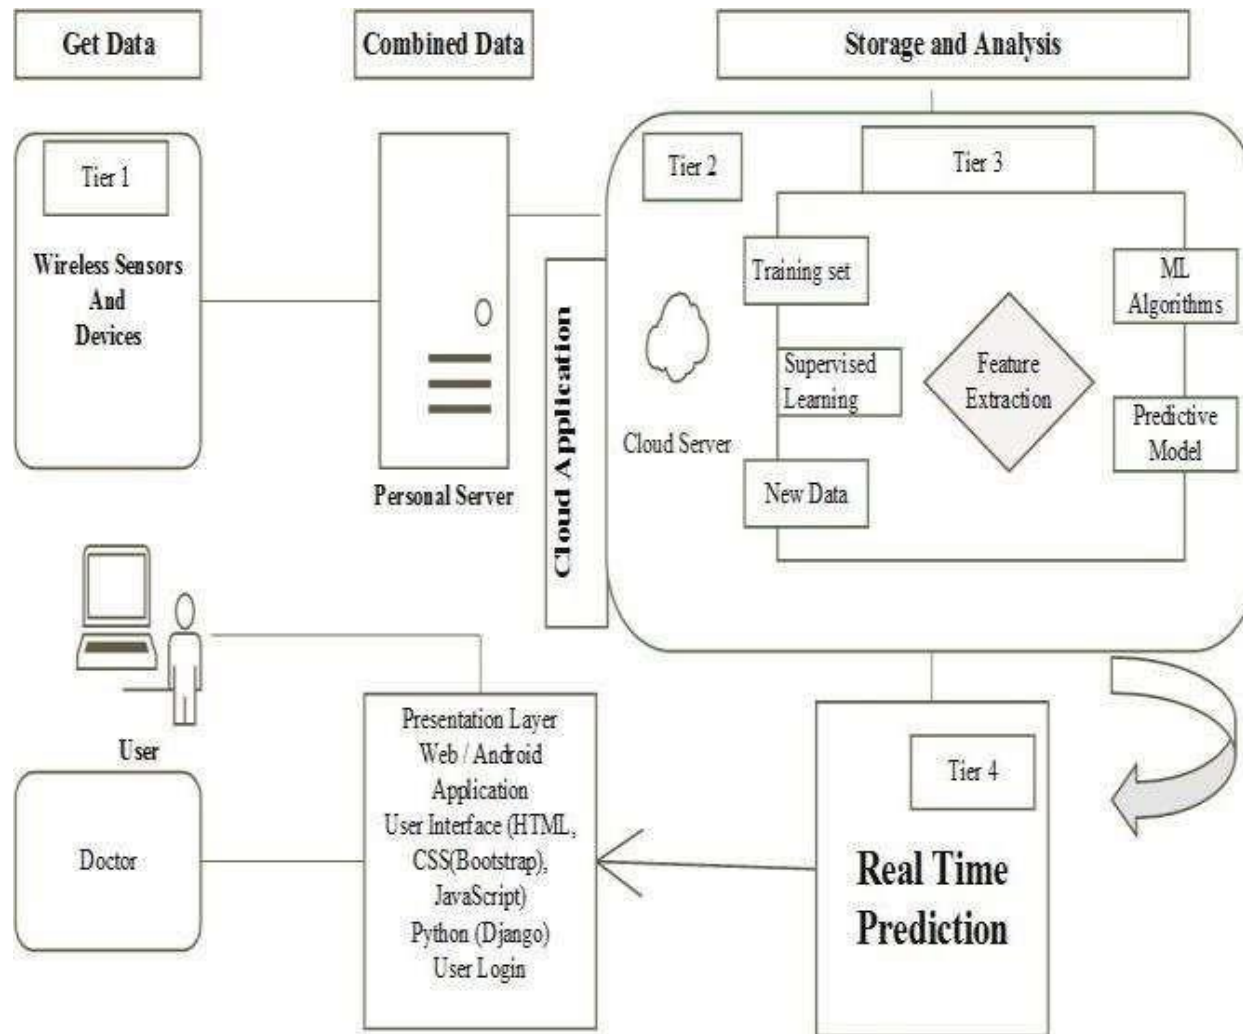 Get Data
Combined Data
Storage and Analysis
Tier 1
Wireless Sensors
And
Devices
Personal Server
Cloud Application
Tier 2
Cloud Server
Tier 3
Training set
Supervised
Learning
New Data
Feature
Extraction
ML
Algorithms
Predictive
Model
User
Doctor
Presentation Layer
Web / Android
Application
User Interface (HTML,
CSS(Bootstrap),
JavaScript)
Python (Django)
User Login
Tier 4
Real Time
Prediction